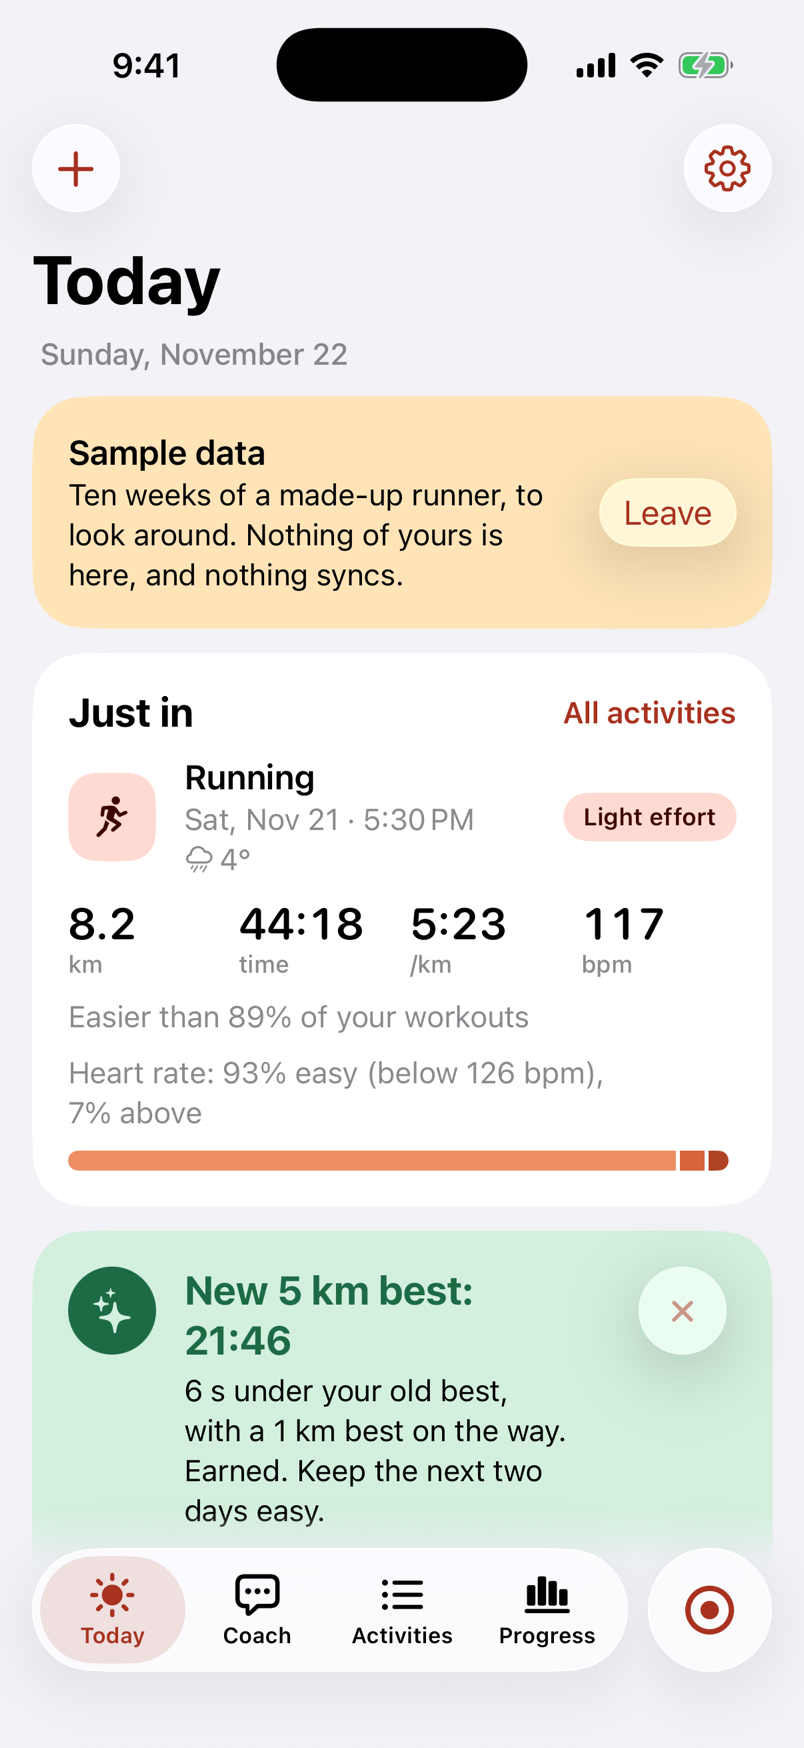 9:41
Today
Sunday, November 22
Sample data
Ten weeks of a made-up runner, to
look around. Nothing of yours is
here, and nothing syncs.
Leave
Just in
All activities
Running
Sat, Nov 21 · 5:30 PM
4°
Light effort
8.2
km
44:18
time
5:23
/km
117
bpm
Easier than 89% of your workouts
Heart rate: 93% easy (below 126 bpm),
7% above
New 5 km best:
21:46
6 s under your old best,
with a 1 km best on the way.
Earned. Keep the next two
days easy.
Today
Coach
Activities
Progress